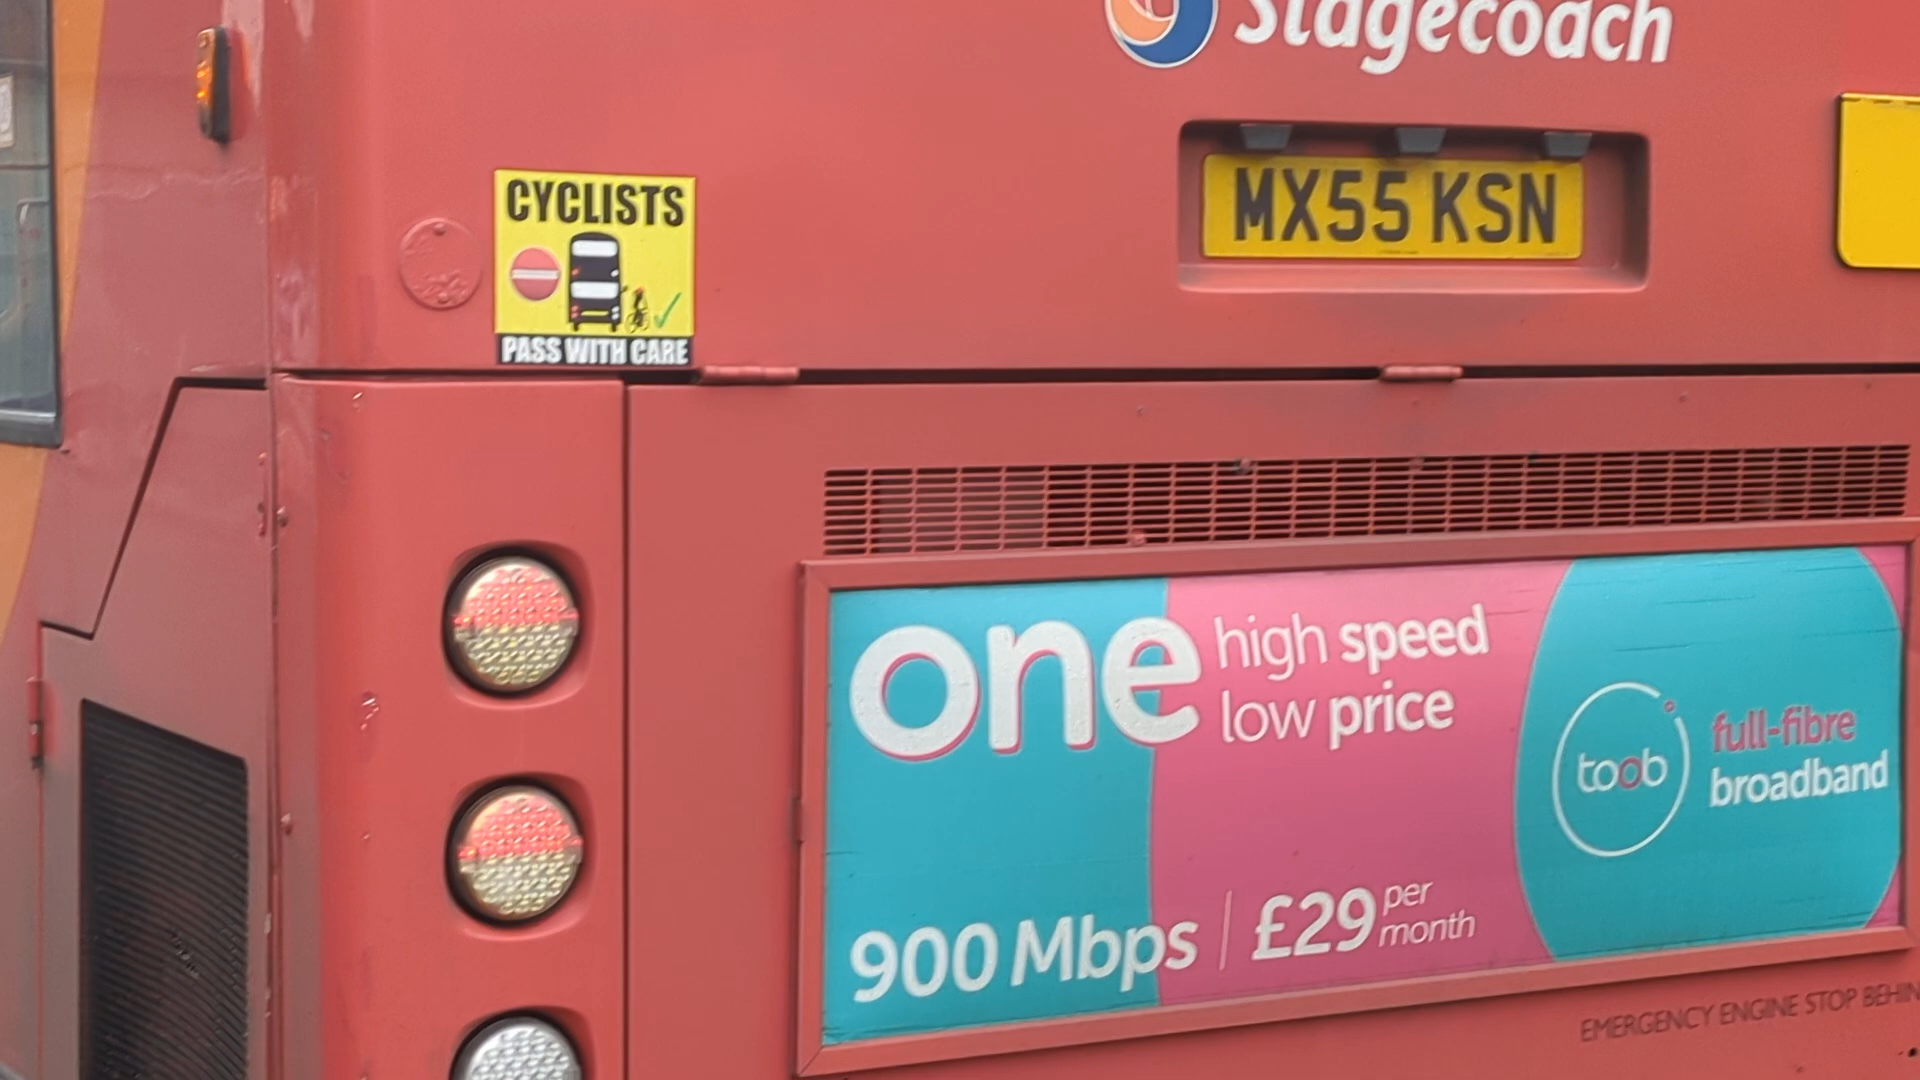 Stagecoach
MX55 KSN
CYCLISTS
PASS WITH CARE
one high speed
low price
toob
full-fibre
broadband
900 Mbps | £29 per
month
EMERGENCY ENGINE STOP